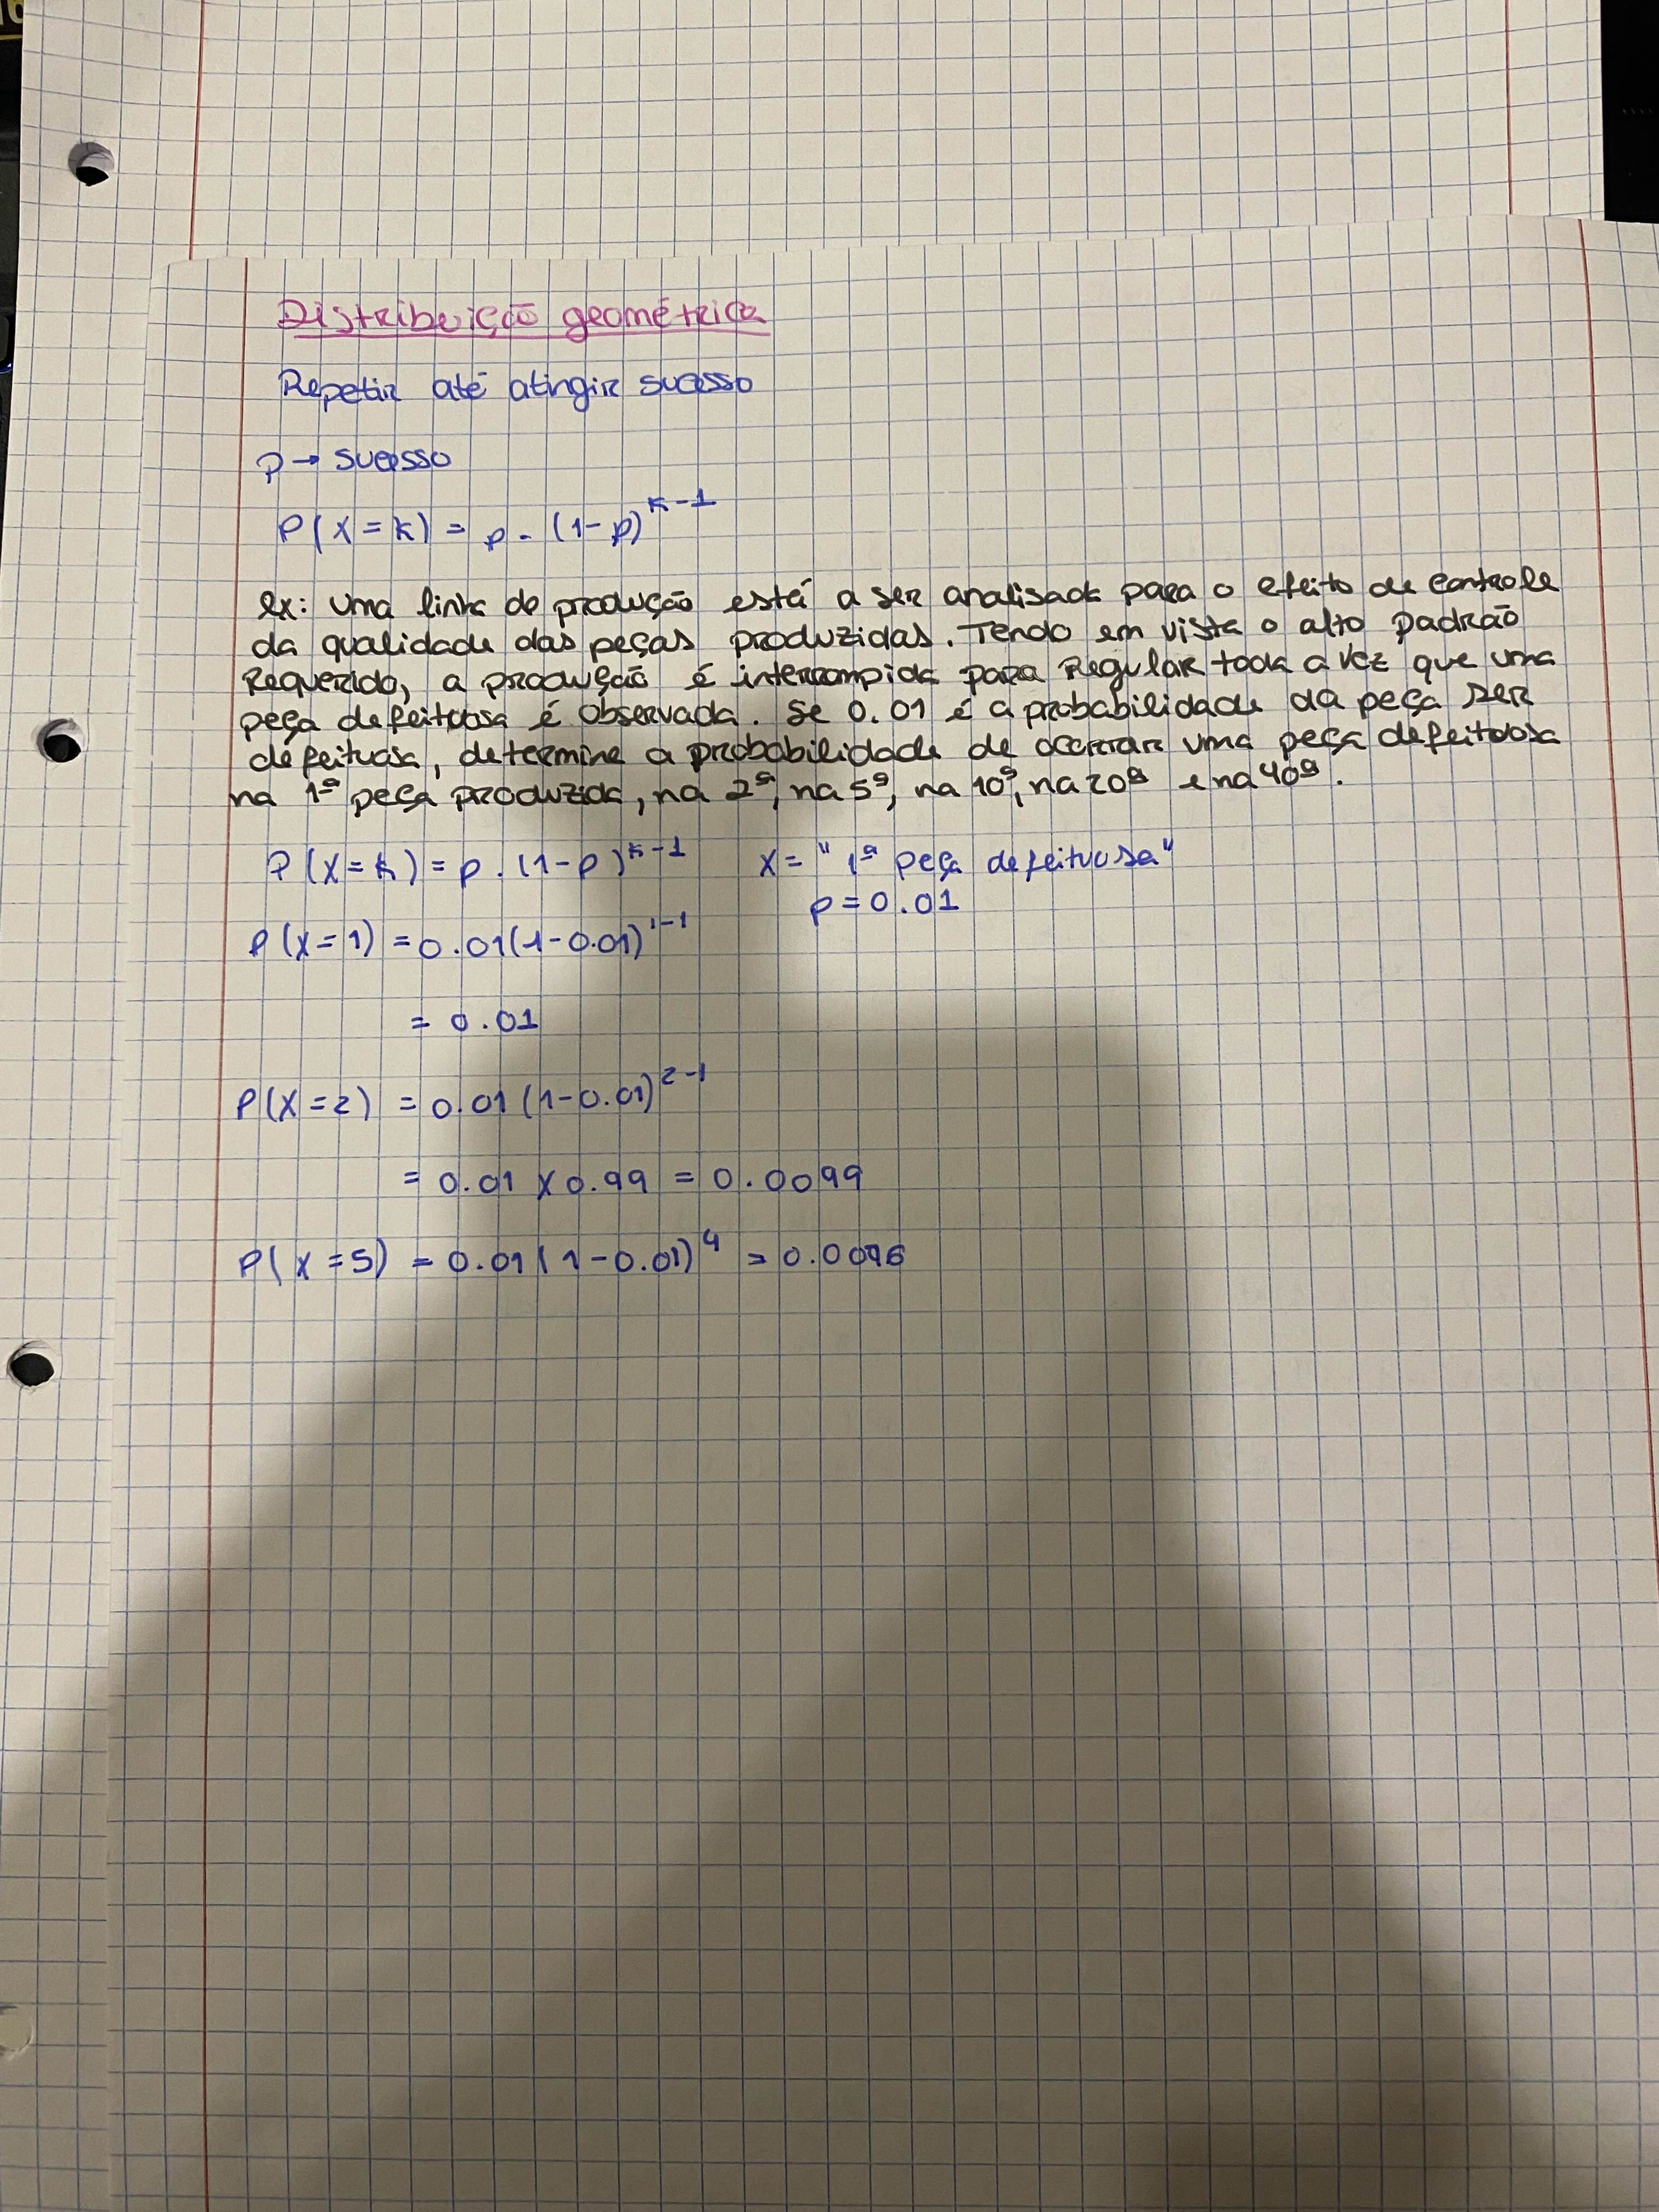 Distribuição geométrica
Repetir até atingir sucesso
p → sucesso
P(X=k) = p . (1-p)^k-1
ex: uma linha de produção está a ser analisada para o efeito de controle
da qualidade das peças produzidas. Tendo em vista o alto padrão
Requerido, a produção é interrompida para Regular toda a vez que uma
peça defeituosa é observada. Se 0.01 é a probabilidade da peça ser
defeituosa, determine a probabilidade de ocorrer uma peça defeituosa
na 1ª peça produzida, na 2ª, na 5ª, na 10ª, na 20ª e na 40ª.
P(X=k) = p . (1-p)^k-1 X = "1ª peça defeituosa"
p = 0.01
P(X=1) = 0.01(1-0.01)^1-1
= 0.01
P(X=2) = 0.01(1-0.01)^2-1
= 0.01 x 0.99 = 0.0099
P(X=5) = 0.01(1-0.01)^4 = 0.0096